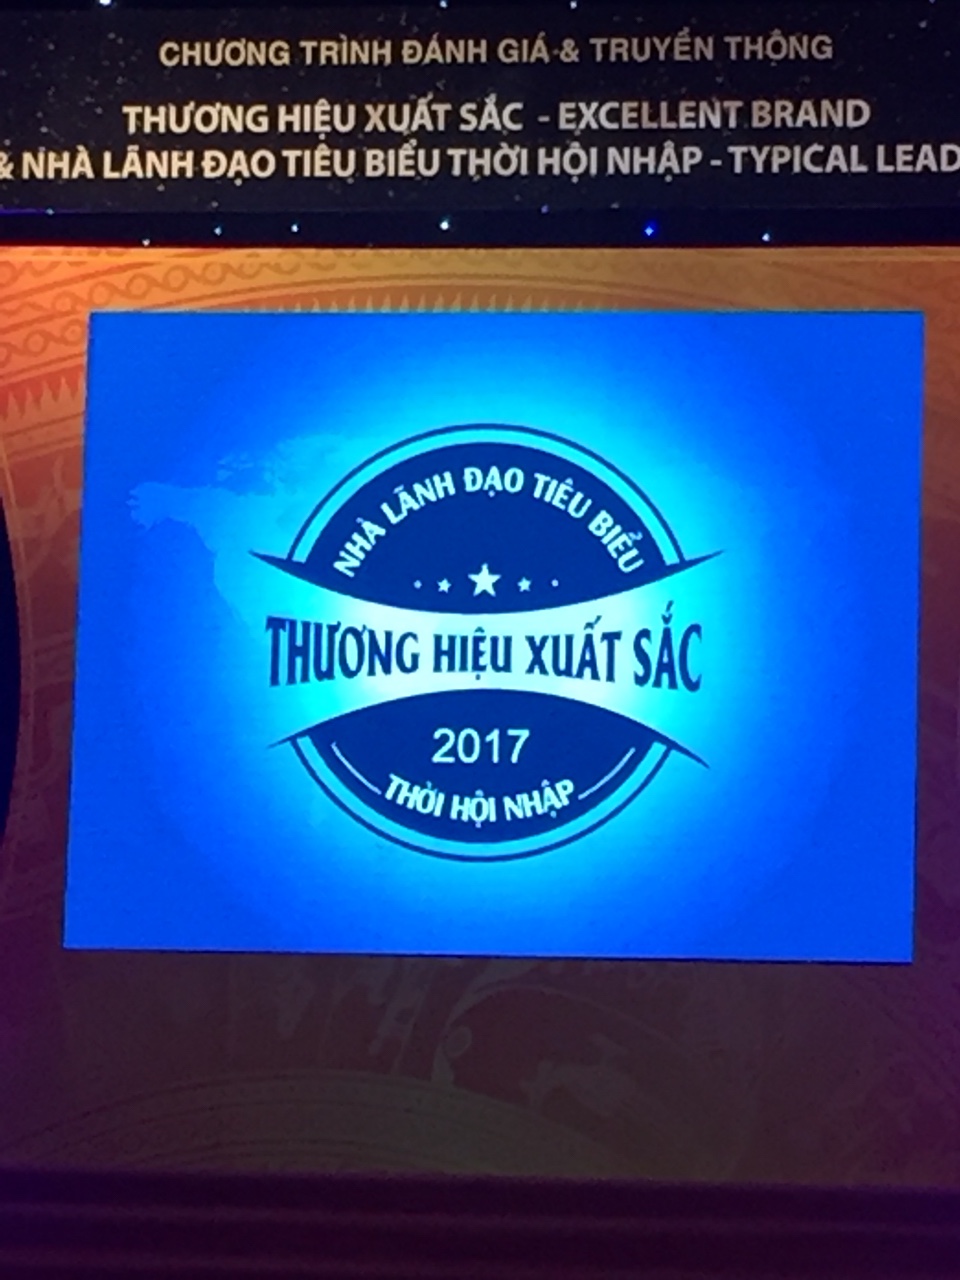 CHƯƠNG TRÌNH ĐÁNH GIÁ & TRUYỀN THÔNG
THƯƠNG HIỆU XUẤT SẮC - EXCELLENT BRAND
& NHÀ LÃNH ĐẠO TIÊU BIỂU THỜI HỘI NHẬP - TYPICAL LEAD
NHÀ LÃNH ĐẠO TIÊU BIỂU
THƯƠNG HIỆU XUẤT SẮC
2017
THỜI HỘI NHẬP